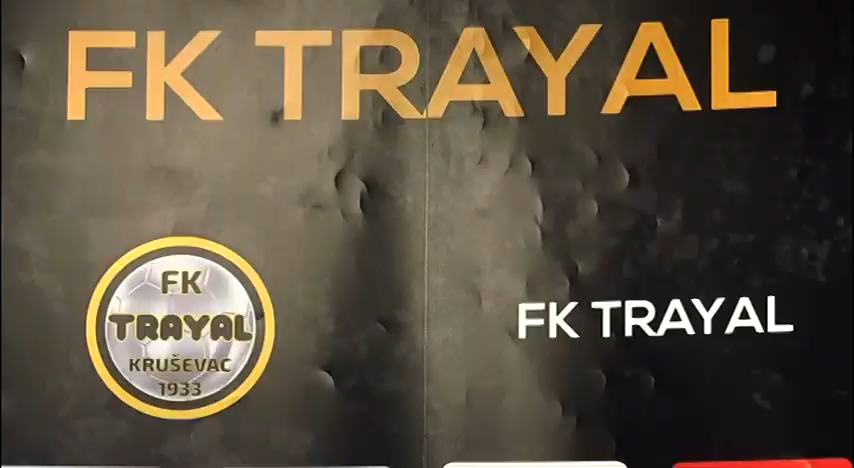 FK TRAYAL
FK
TRAYAL
KRUŠEVAC
1933
FK TRAYAL